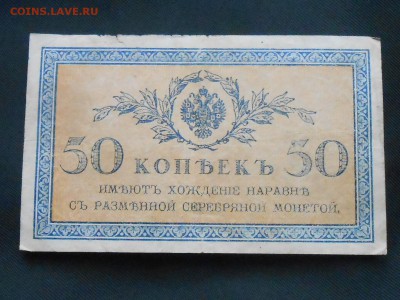 COINS.LAVE.RU
50 КОПѢЕКЪ 50
ИМѢЮТЪ ХОЖДЕНІЕ НАРАВНѢ
СЪ РАЗМѢННОЙ СЕРЕБРЯНОЙ МОНЕТОЙ.